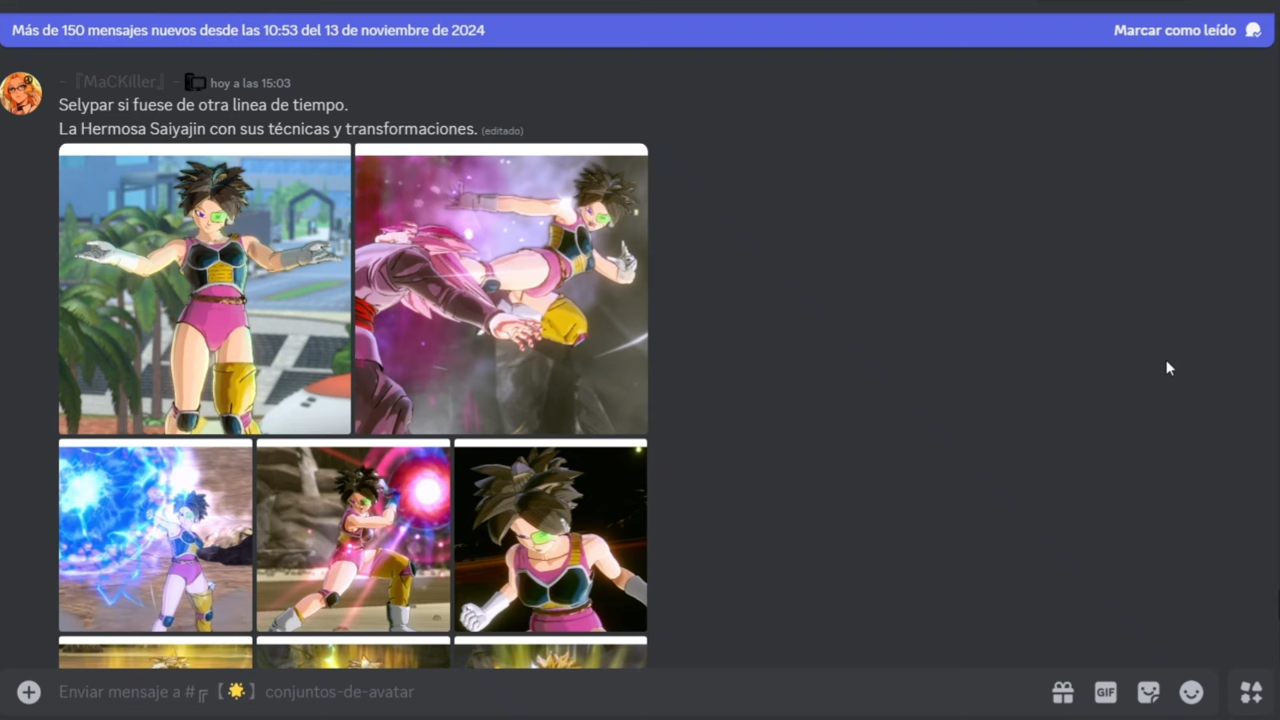 Más de 150 mensajes nuevos desde las 10:53 del 13 de noviembre de 2024
Marcar como leído
- 『MaCKiller』 - hoy a las 15:03
Selypar si fuese de otra linea de tiempo.
La Hermosa Saiyajin con sus técnicas y transformaciones. (editado)
Enviar mensaje a #╔【🌟】conjuntos-de-avatar
GIF